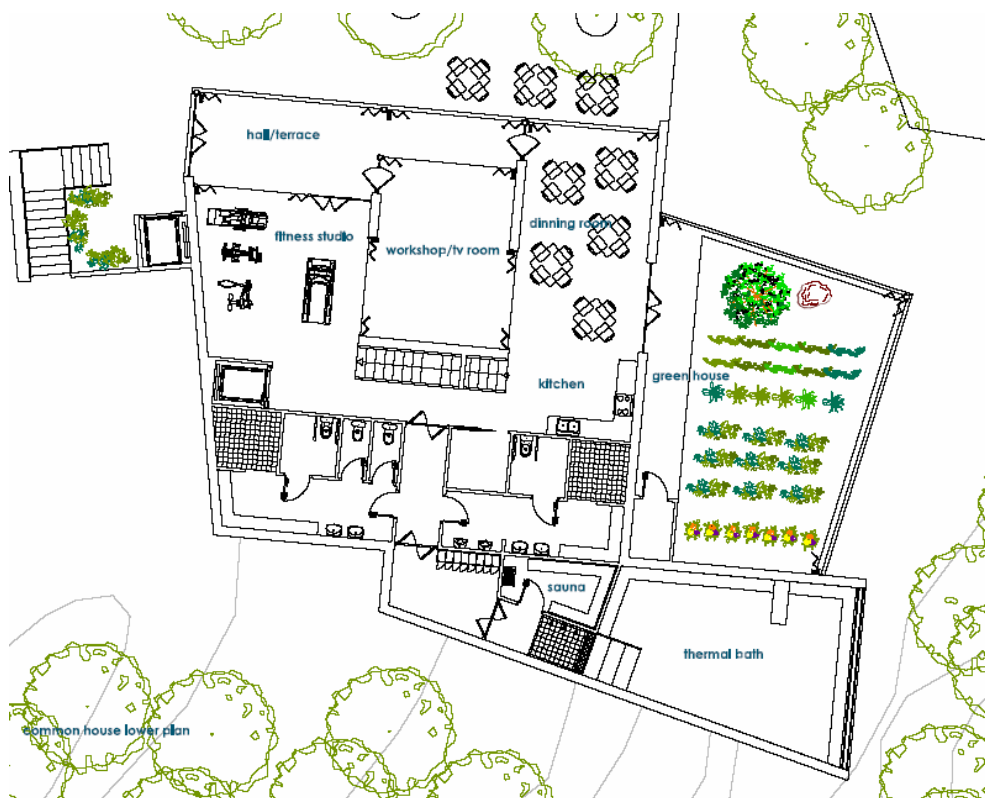 hall/terrace
fitness studio
workshop/tv room
dinning room
kitchen
green house
sauna
thermal bath
common house lower plan